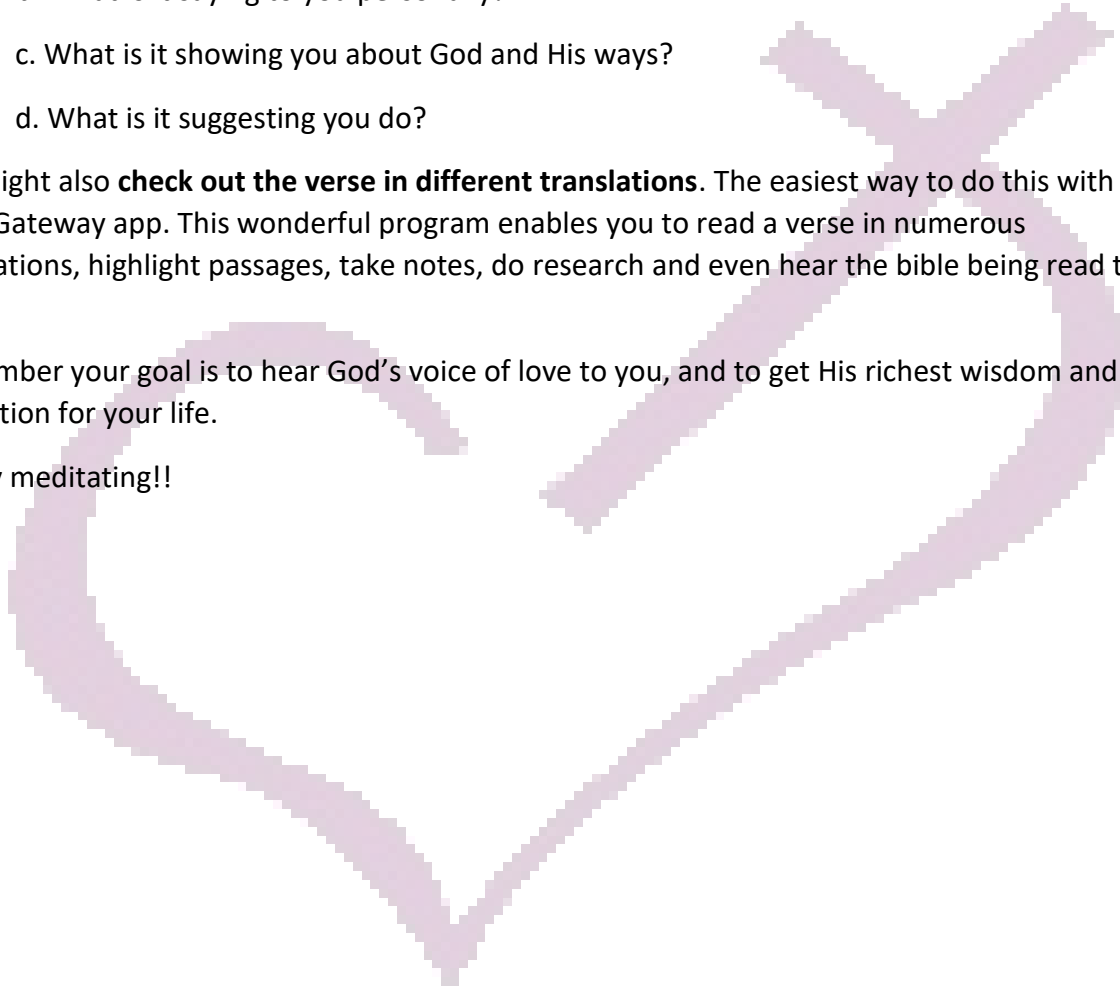 c. What is it showing you about God and His ways?
d. What is it suggesting you do?
ight also check out the verse in different translations. The easiest way to do this with
Gateway app. This wonderful program enables you to read a verse in numerous
ations, highlight passages, take notes, do research and even hear the bible being read t
mber your goal is to hear God’s voice of love to you, and to get His richest wisdom and
tion for your life.
meditating!!